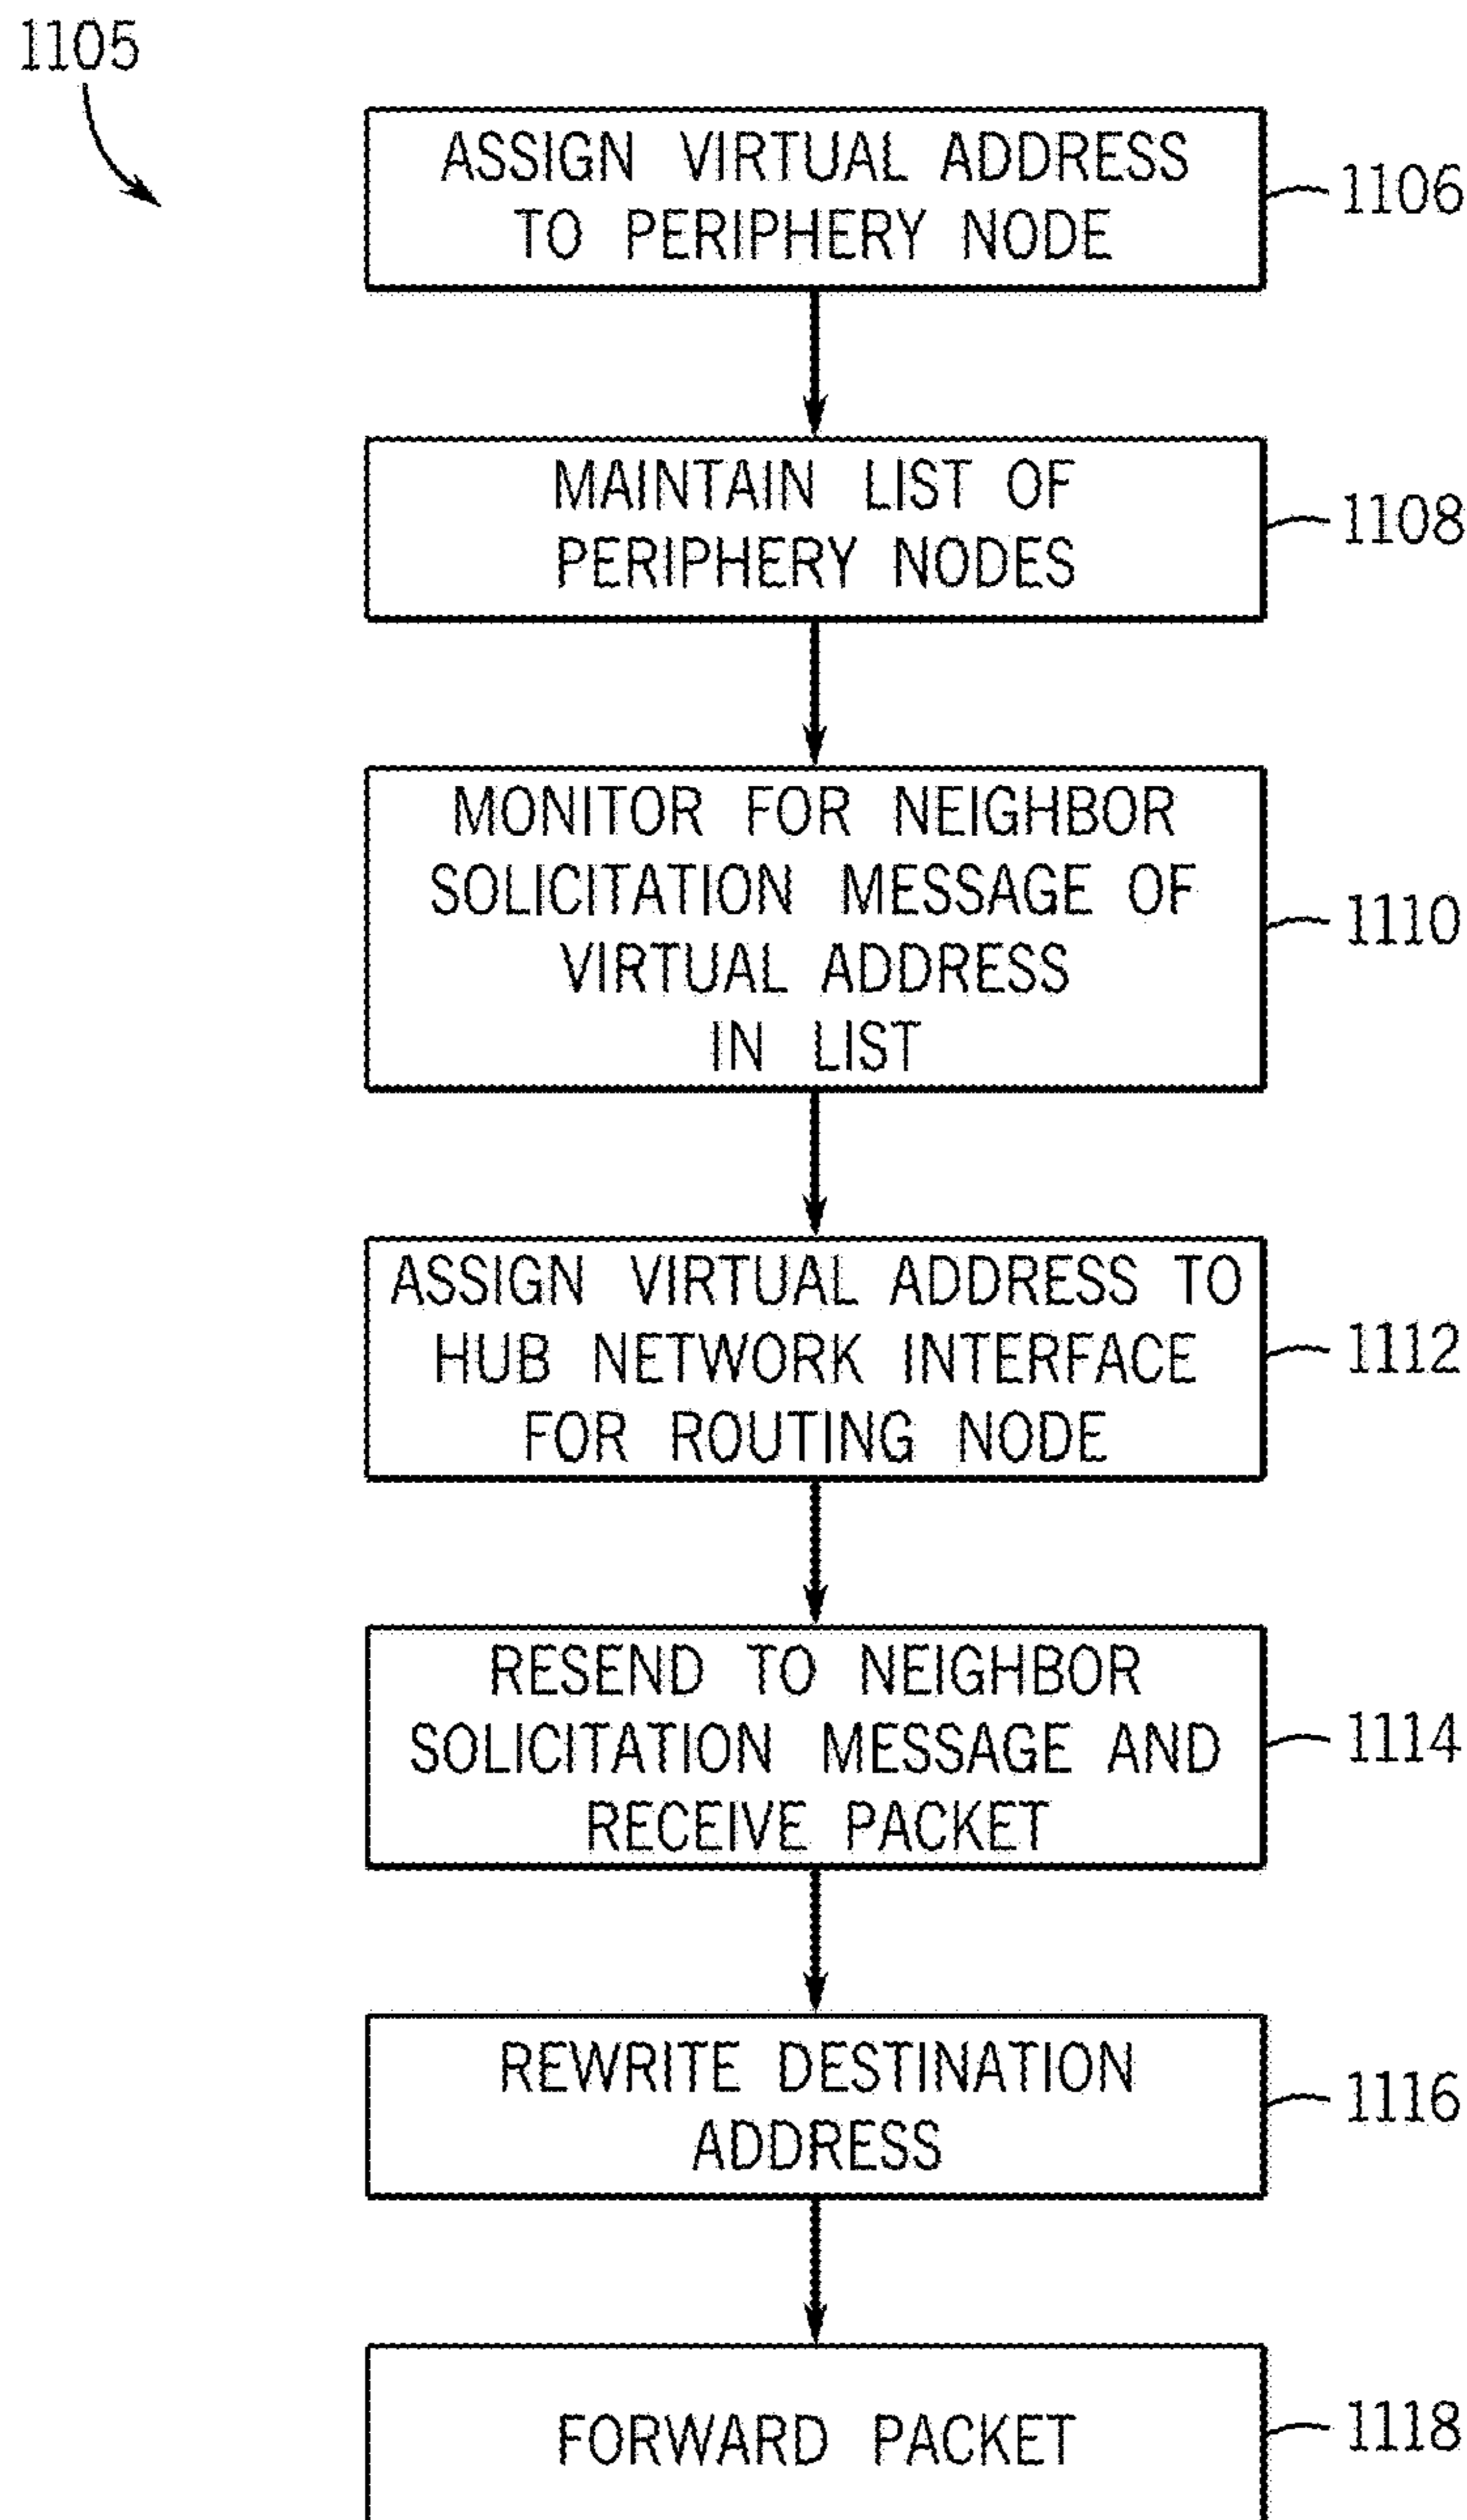 1105
ASSIGN VIRTUAL ADDRESS
TO PERIPHERY NODE
1106
MAINTAIN LIST OF
PERIPHERY NODES
1108
MONITOR FOR NEIGHBOR
SOLICITATION MESSAGE OF
VIRTUAL ADDRESS
IN LIST
1110
ASSIGN VIRTUAL ADDRESS TO
HUB NETWORK INTERFACE
FOR ROUTING NODE
1112
RESEND TO NEIGHBOR
SOLICITATION MESSAGE AND
RECEIVE PACKET
1114
REWRITE DESTINATION
ADDRESS
1116
FORWARD PACKET
1118